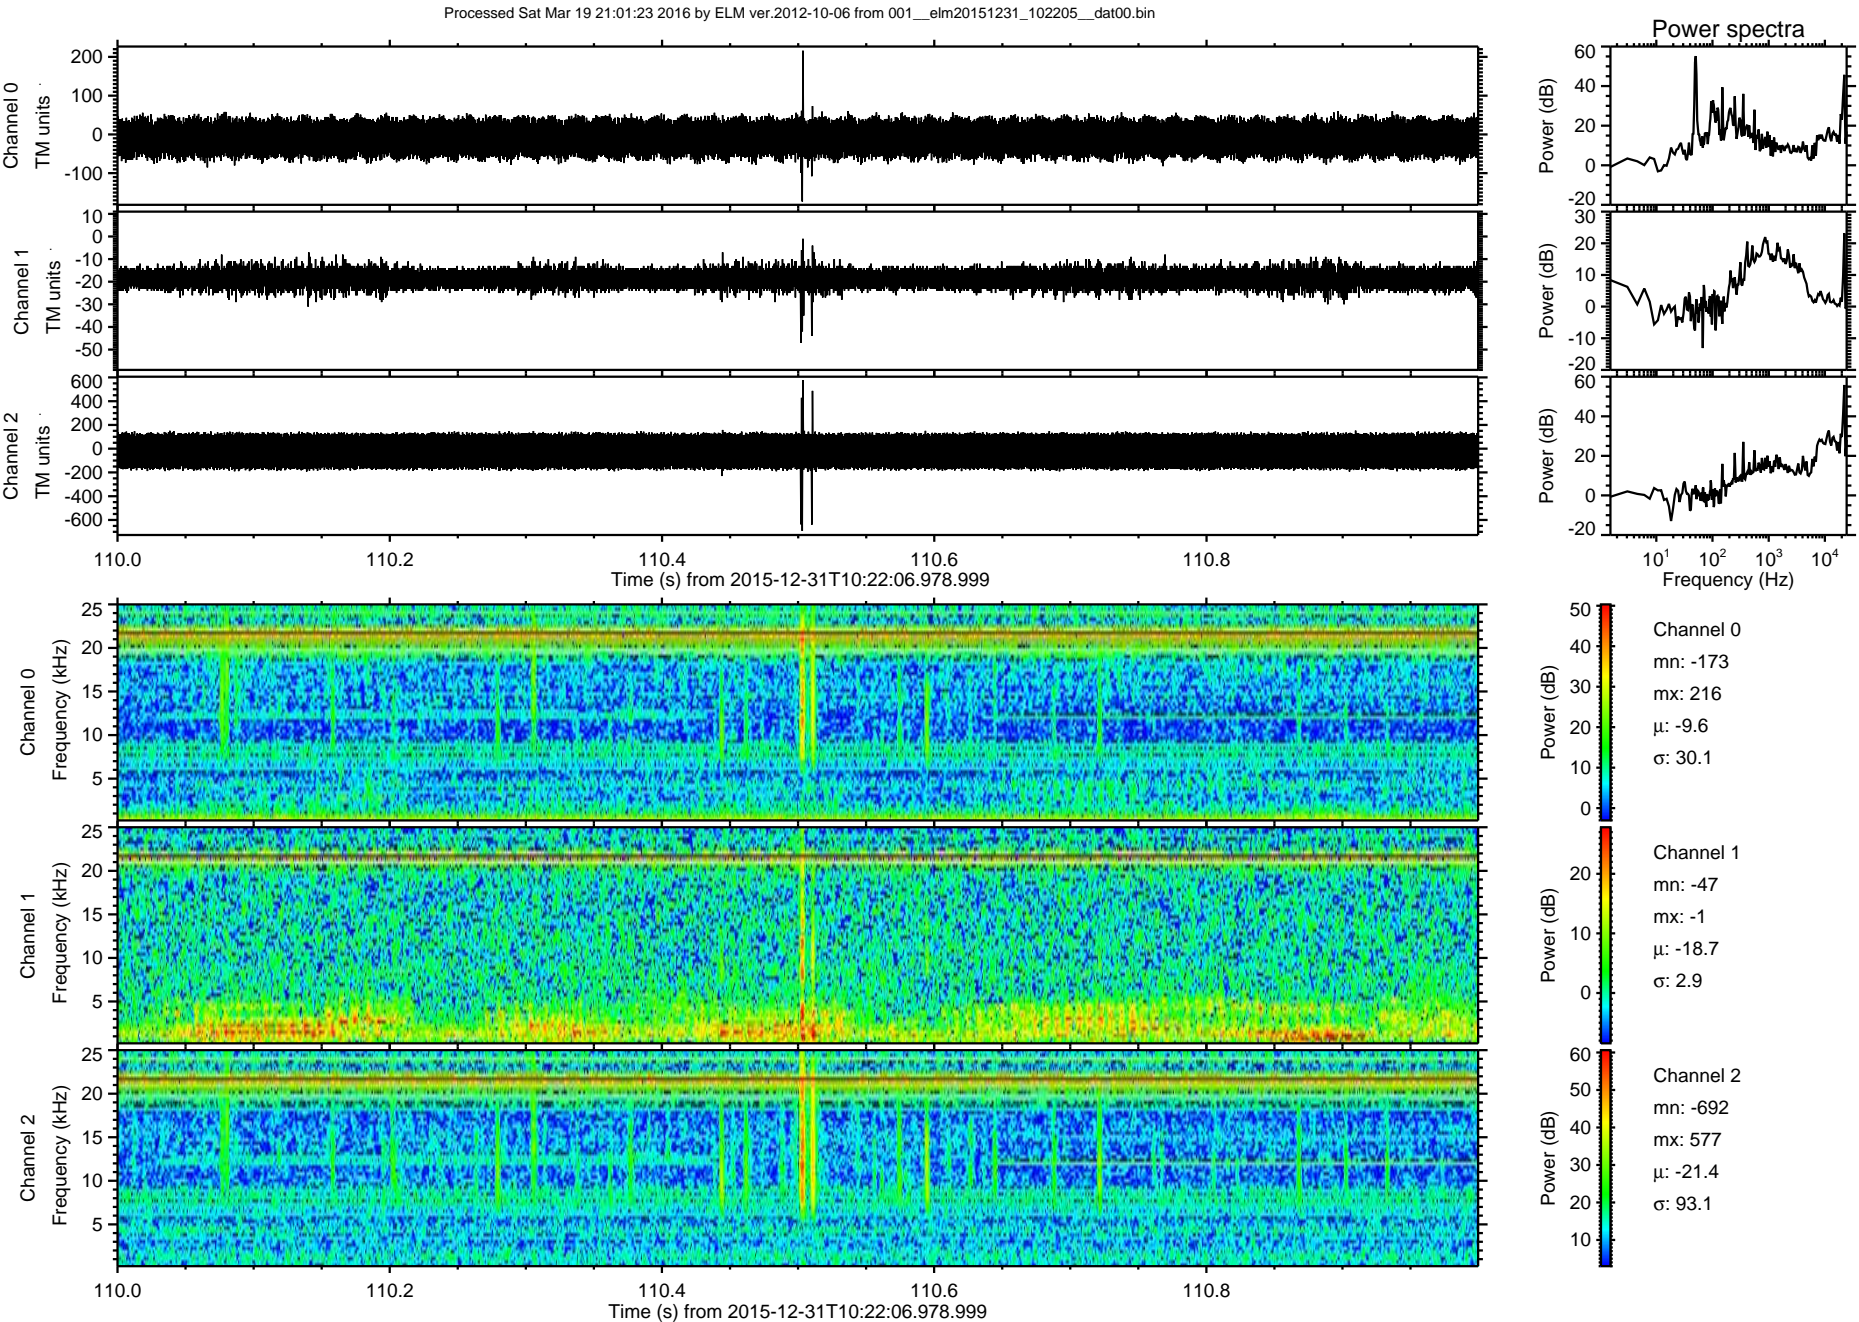 Processed Sat Mar 19 21:01:23 2016 by ELM ver.2012-10-06 from 001__elm20151231_102205__dat00.bin
Power spectra
Channel 0
TM units
200
100
0
-100
Power (dB)
60
40
20
0
-20
Channel 1
TM units
10
0
-10
-20
-30
-40
-50
Power (dB)
30
20
10
0
-10
-20
Channel 2
TM units
600
400
200
0
-200
-400
-600
Power (dB)
60
40
20
0
-20
110.0 110.2 110.4 110.6 110.8
Time (s) from 2015-12-31T10:22:06.978.999
10¹ 10² 10³ 10⁴
Frequency (Hz)
Channel 0
Frequency (kHz)
25
20
15
10
5
Power (dB)
50
40
30
20
10
0
Channel 0
mn: -173
mx: 216
μ: -9.6
σ: 30.1
Channel 1
Frequency (kHz)
25
20
15
10
5
Power (dB)
20
10
0
Channel 1
mn: -47
mx: -1
μ: -18.7
σ: 2.9
Channel 2
Frequency (kHz)
25
20
15
10
5
Power (dB)
60
50
40
30
20
10
Channel 2
mn: -692
mx: 577
μ: -21.4
σ: 93.1
110.0 110.2 110.4 110.6 110.8
Time (s) from 2015-12-31T10:22:06.978.999